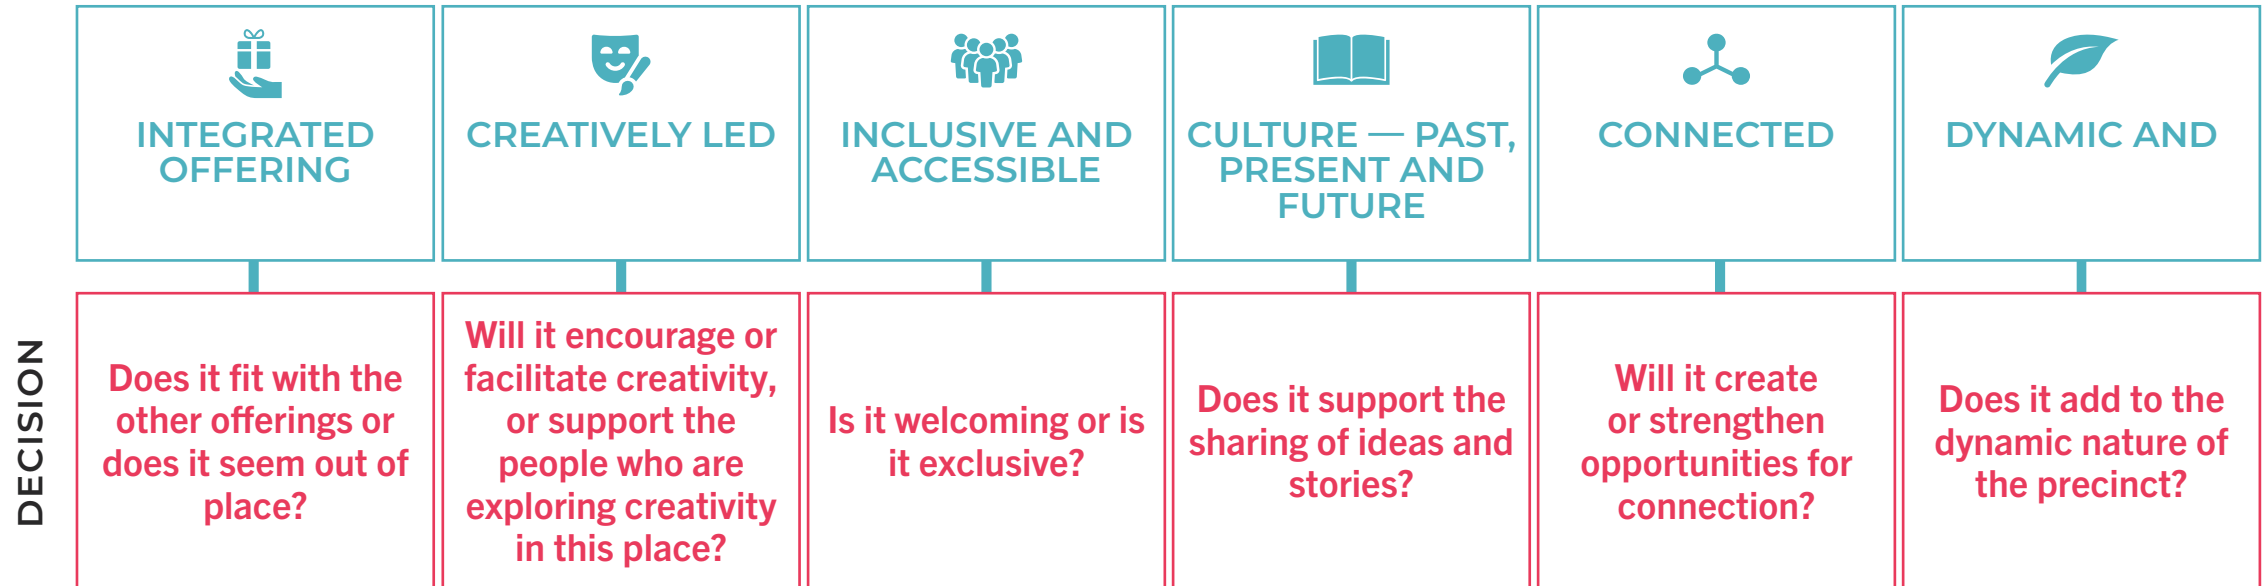 INTEGRATED
OFFERING
CREATIVELY LED
INCLUSIVE AND
ACCESSIBLE
CULTURE — PAST,
PRESENT AND
FUTURE
CONNECTED
DYNAMIC AND
DECISION
Does it fit with the
other offerings or
does it seem out of
place?
Will it encourage or
facilitate creativity,
or support the
people who are
exploring creativity
in this place?
Is it welcoming or is
it exclusive?
Does it support the
sharing of ideas and
stories?
Will it create
or strengthen
opportunities for
connection?
Does it add to the
dynamic nature of
the precinct?